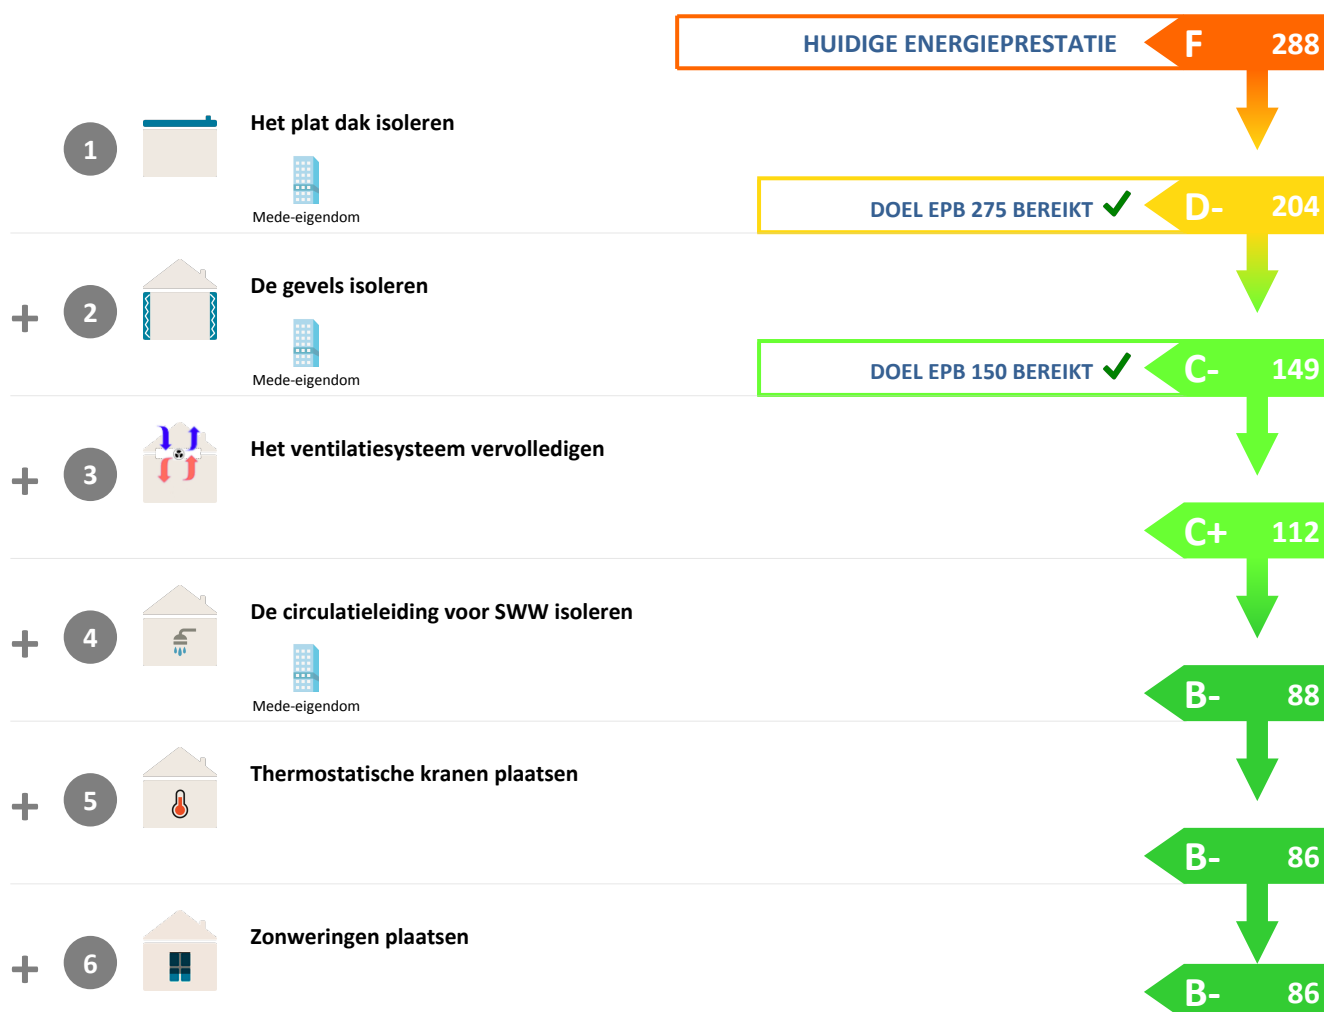 HUIDIGE ENERGIEPRESTATIE F 288
1 Het plat dak isoleren
Mede-eigendom
DOEL EPB 275 BEREIKT D- 204
+ 2 De gevels isoleren
Mede-eigendom
DOEL EPB 150 BEREIKT C- 149
+ 3 Het ventilatiesysteem vervolledigen
C+ 112
+ 4 De circulatieleiding voor SWW isoleren
Mede-eigendom
B- 88
+ 5 Thermostatische kranen plaatsen
B- 86
+ 6 Zonweringen plaatsen
B- 86